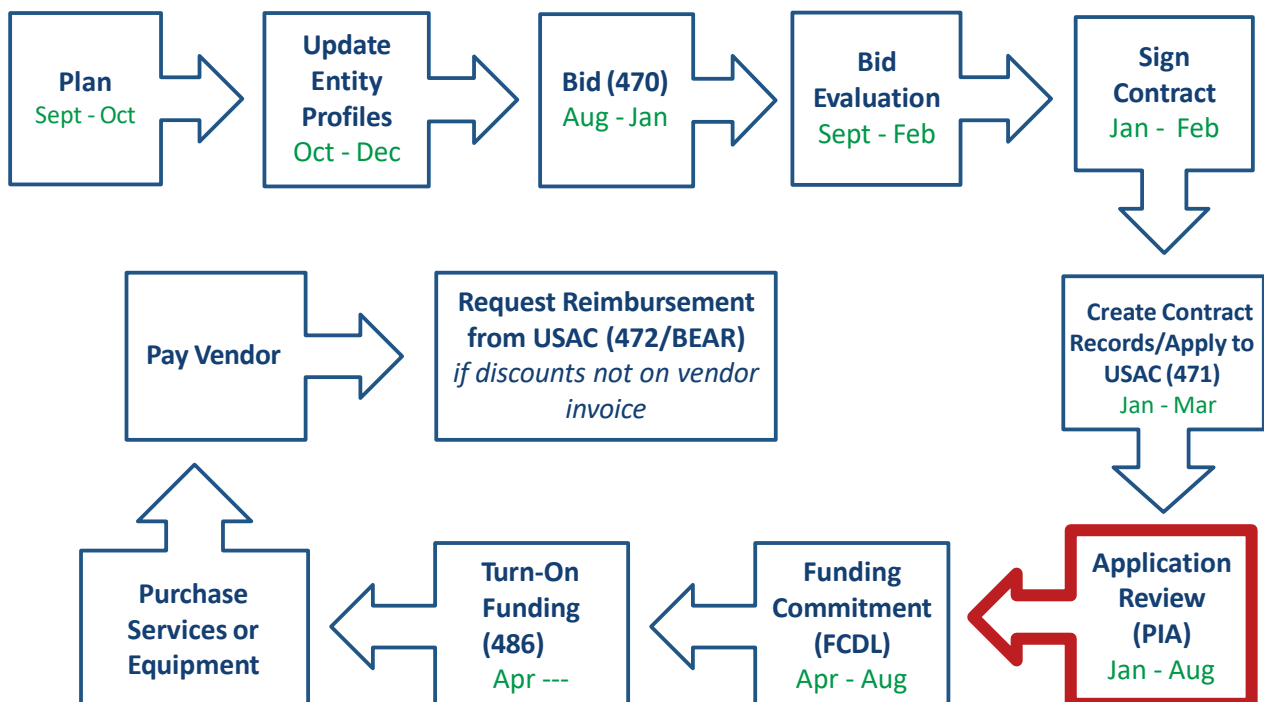 Plan
Sept - Oct
Update
Entity
Profiles
Oct - Dec
Bid (470)
Aug - Jan
Bid
Evaluation
Sept - Feb
Sign
Contract
Jan - Feb
Create Contract
Records/Apply to
USAC (471)
Jan - Mar
Application
Review
(PIA)
Jan - Aug
Funding
Commitment
(FCDL)
Apr - Aug
Turn-On
Funding
(486)
Apr ---
Purchase
Services or
Equipment
Pay Vendor
Request Reimbursement
from USAC (472/BEAR)
if discounts not on vendor
invoice